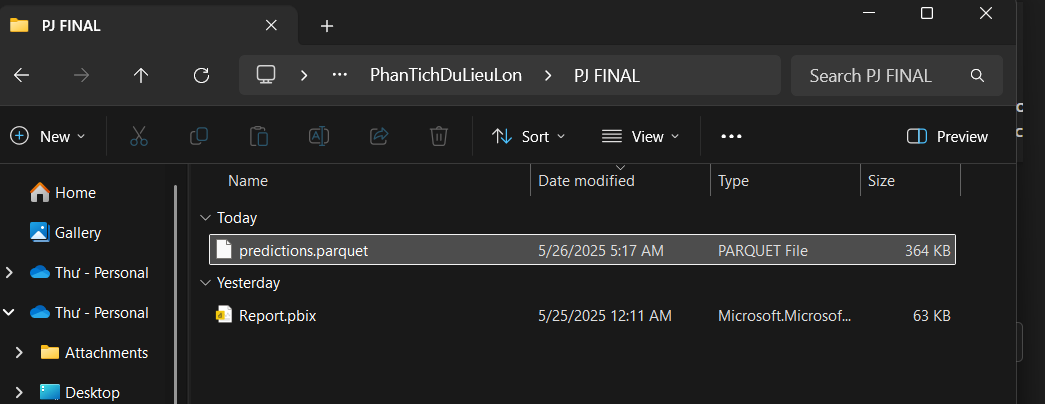 PJ FINAL
PhanTichDuLieuLon PJ FINAL Search PJ FINAL
New Sort View Preview
Name Date modified Type Size
Home
Today
Gallery
predictions.parquet 5/26/2025 5:17 AM PARQUET File 364 KB
Thư - Personal
Yesterday
Thư - Personal
Report.pbix 5/25/2025 12:11 AM Microsoft.Microsof... 63 KB
Attachments
Desktop